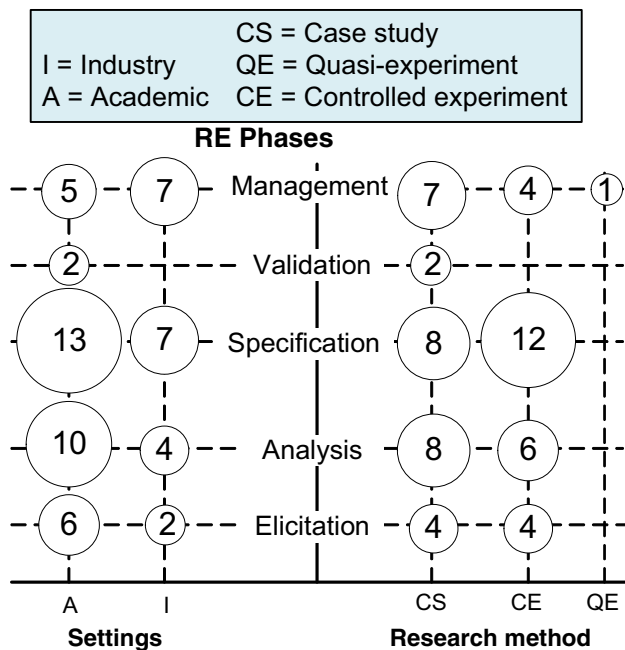 CS = Case study
I = Industry QE = Quasi-experiment
A = Academic CE = Controlled experiment
RE Phases
5 7 Management 7 4 1
2 Validation 2
13 7 Specification 8 12
10 4 Analysis 8 6
6 2 Elicitation 4 4
A I CS CE QE
Settings Research method